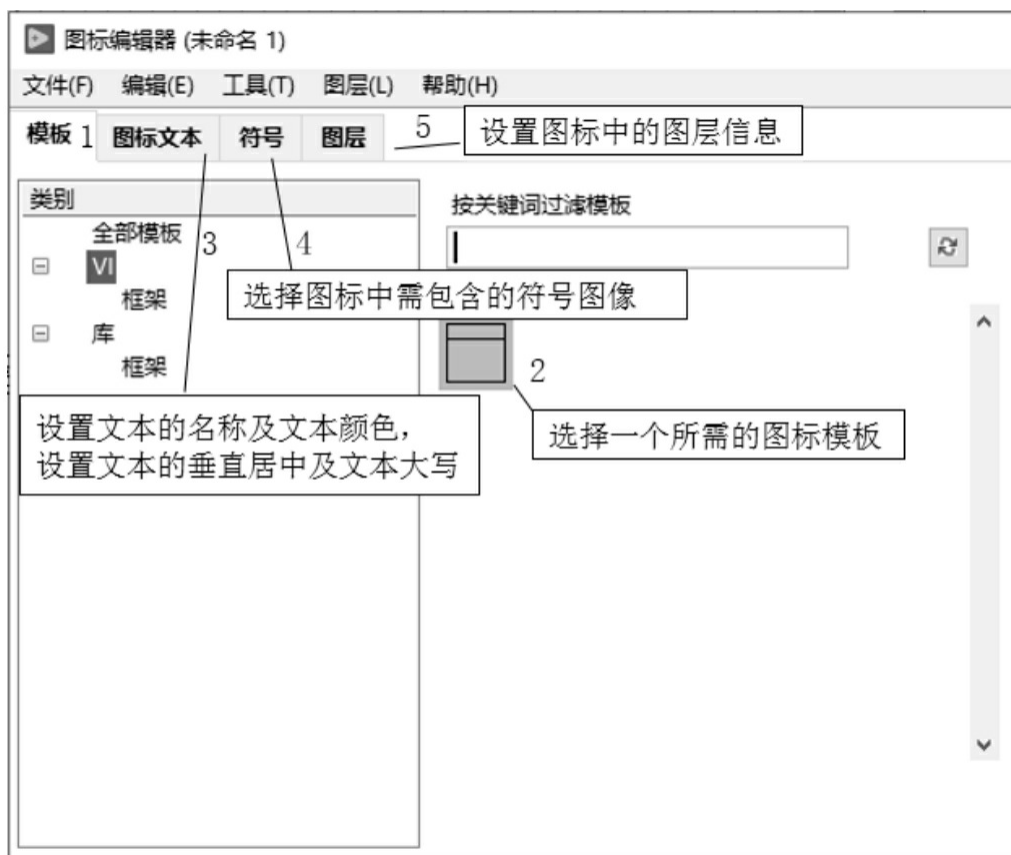 图标编辑器 (未命名 1)
文件(F) 编辑(E) 工具(T) 图层(L) 帮助(H)
模板 1 图标文本 符号 图层 5 设置图标中的图层信息
类别
按关键词过滤模板
全部模板 3 4
VI
选择图标中需包含的符号图像
框架
库
框架
2
设置文本的名称及文本颜色，
设置文本的垂直居中及文本大写
选择一个所需的图标模板